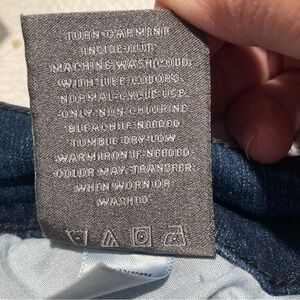 TURN GARMENT
INSIDE OUT.
MACHINE WASH COLD
WITH LIKE COLORS.
NORMAL CYCLE USE
ONLY NON-CHLORINE
BLEACH IF NEEDED
TUMBLE DRY LOW
WARM IRON IF NEEDED
COLOR MAY TRANSFER
WHEN WORN OR
WASHED